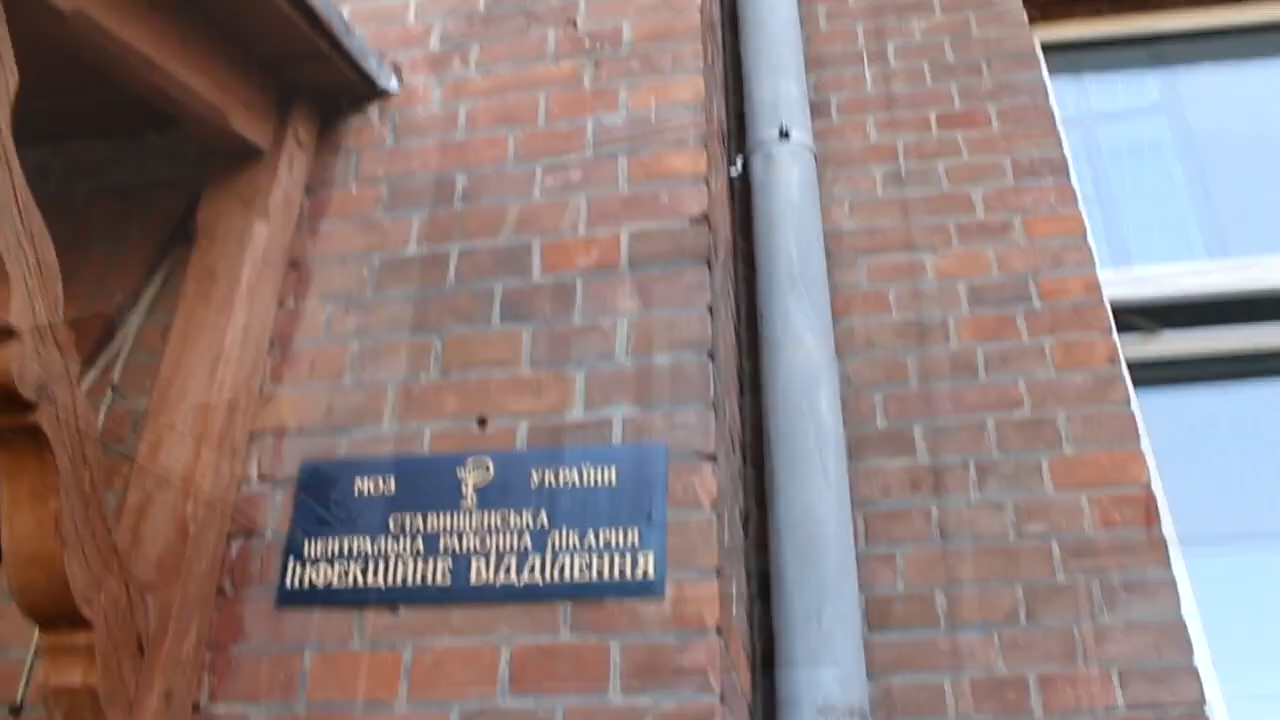 МОЗ УКРАЇНИ
СТАВИЩЕНСЬКА
ЦЕНТРАЛЬНА РАЙОННА ЛІКАРНЯ
ІНФЕКЦІЙНЕ ВІДДІЛЕННЯ